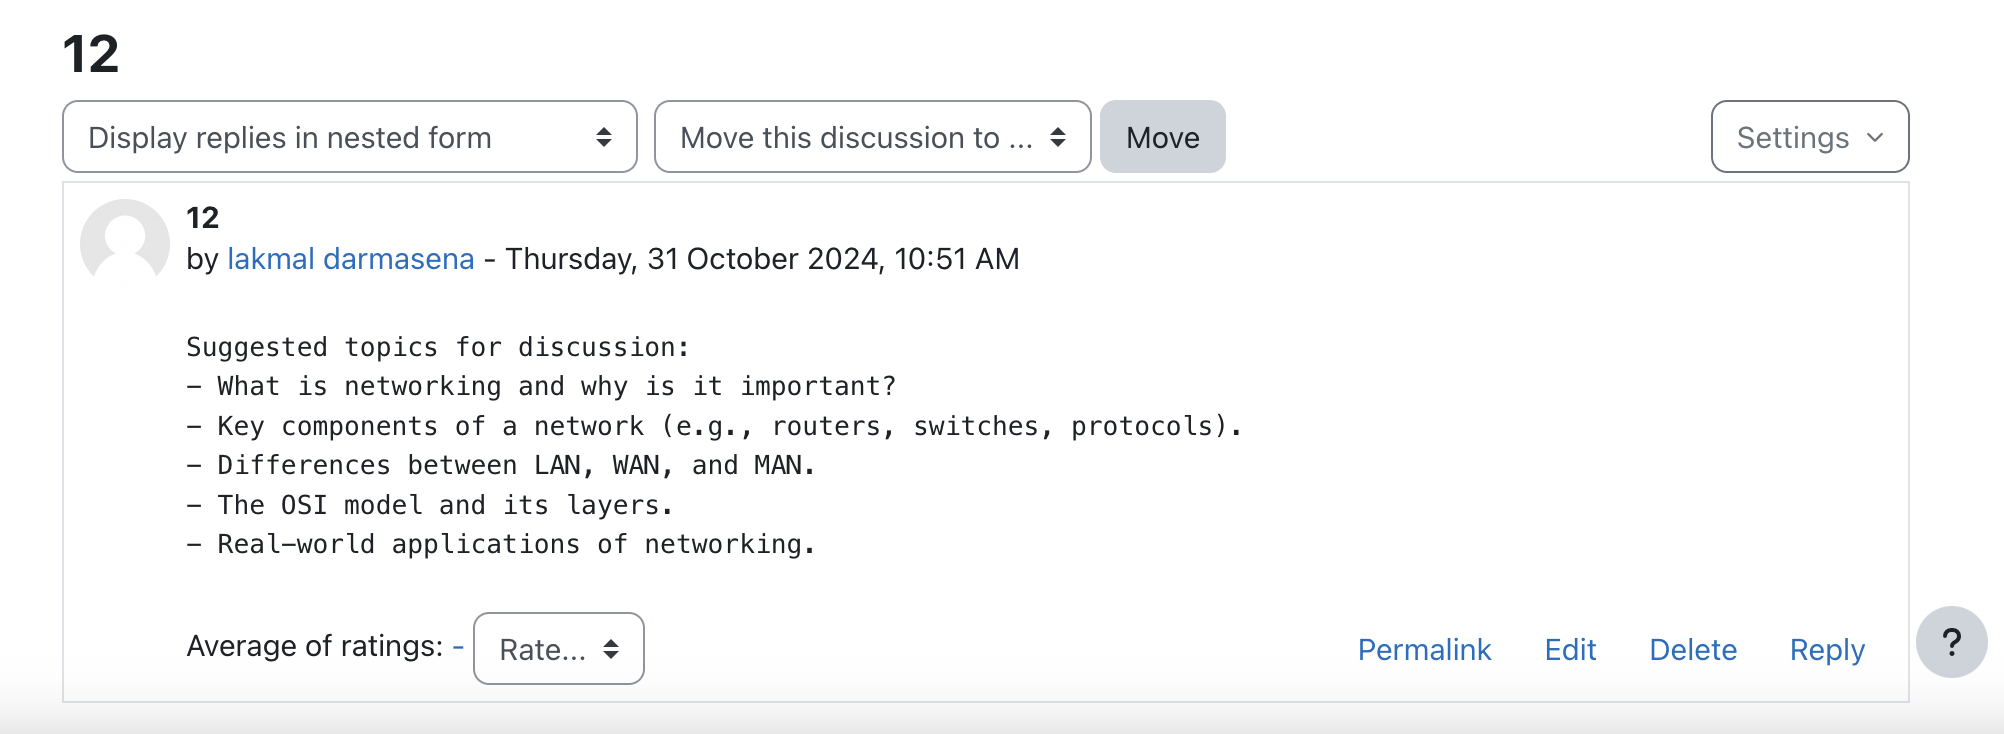 12
Display replies in nested form
Move this discussion to ...
Move
Settings
12
by lakmal darmasena - Thursday, 31 October 2024, 10:51 AM
Suggested topics for discussion:
- What is networking and why is it important?
- Key components of a network (e.g., routers, switches, protocols).
- Differences between LAN, WAN, and MAN.
- The OSI model and its layers.
- Real-world applications of networking.
Average of ratings: -
Rate...
Permalink
Edit
Delete
Reply
?